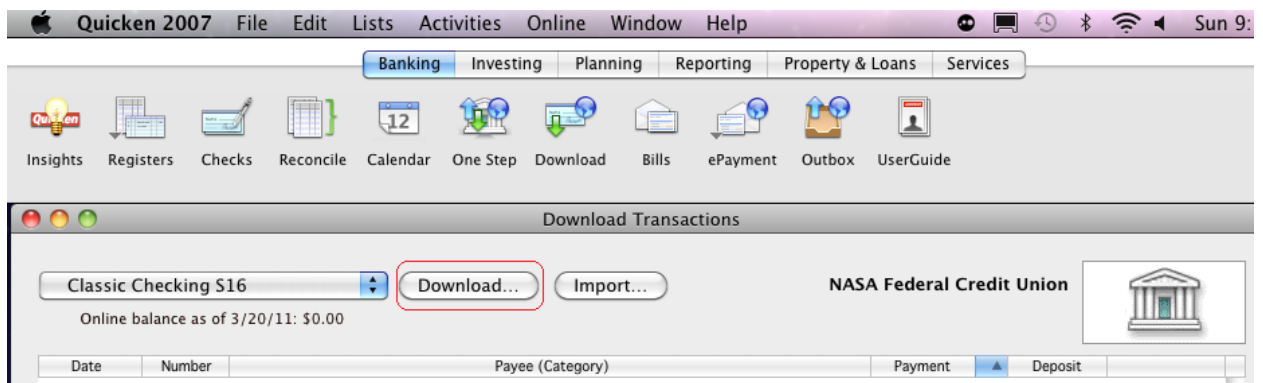 Quicken 2007 File Edit Lists Activities Online Window Help Sun 9:
Banking Investing Planning Reporting Property & Loans Services
Quicken 12
Insights Registers Checks Reconcile Calendar One Step Download Bills ePayment Outbox UserGuide
Download Transactions
Classic Checking S16 Download... Import... NASA Federal Credit Union
Online balance as of 3/20/11: $0.00
Date Number Payee (Category) Payment Deposit